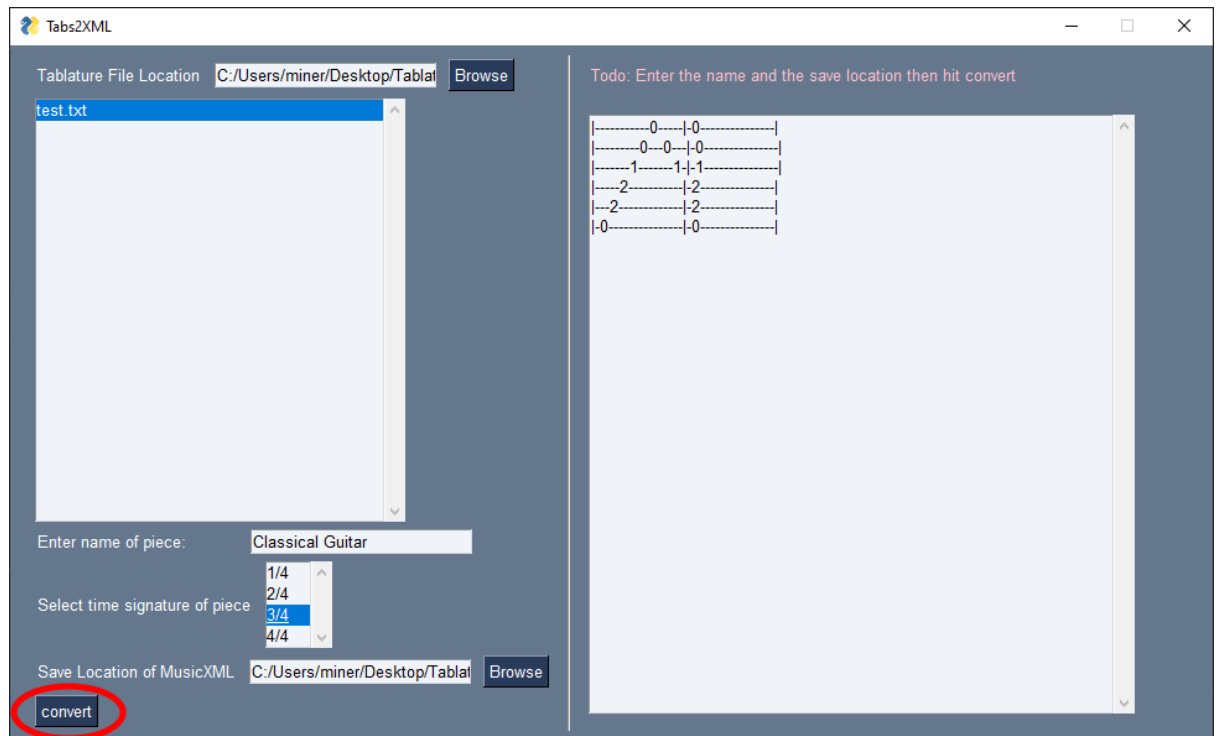 Tabs2XML
Tablature File Location C:/Users/miner/Desktop/Tablat Browse
test.txt
Enter name of piece: Classical Guitar
Select time signature of piece
1/4
2/4
3/4
4/4
Save Location of MusicXML C:/Users/miner/Desktop/Tablat Browse
convert
Todo: Enter the name and the save location then hit convert
|-----------0-----|-0---------------|
|---------0---0---|-0---------------|
|-------1-------1-|-1---------------|
|-----2-----------|-2---------------|
|---2-------------|-2---------------|
|-0---------------|-0---------------|